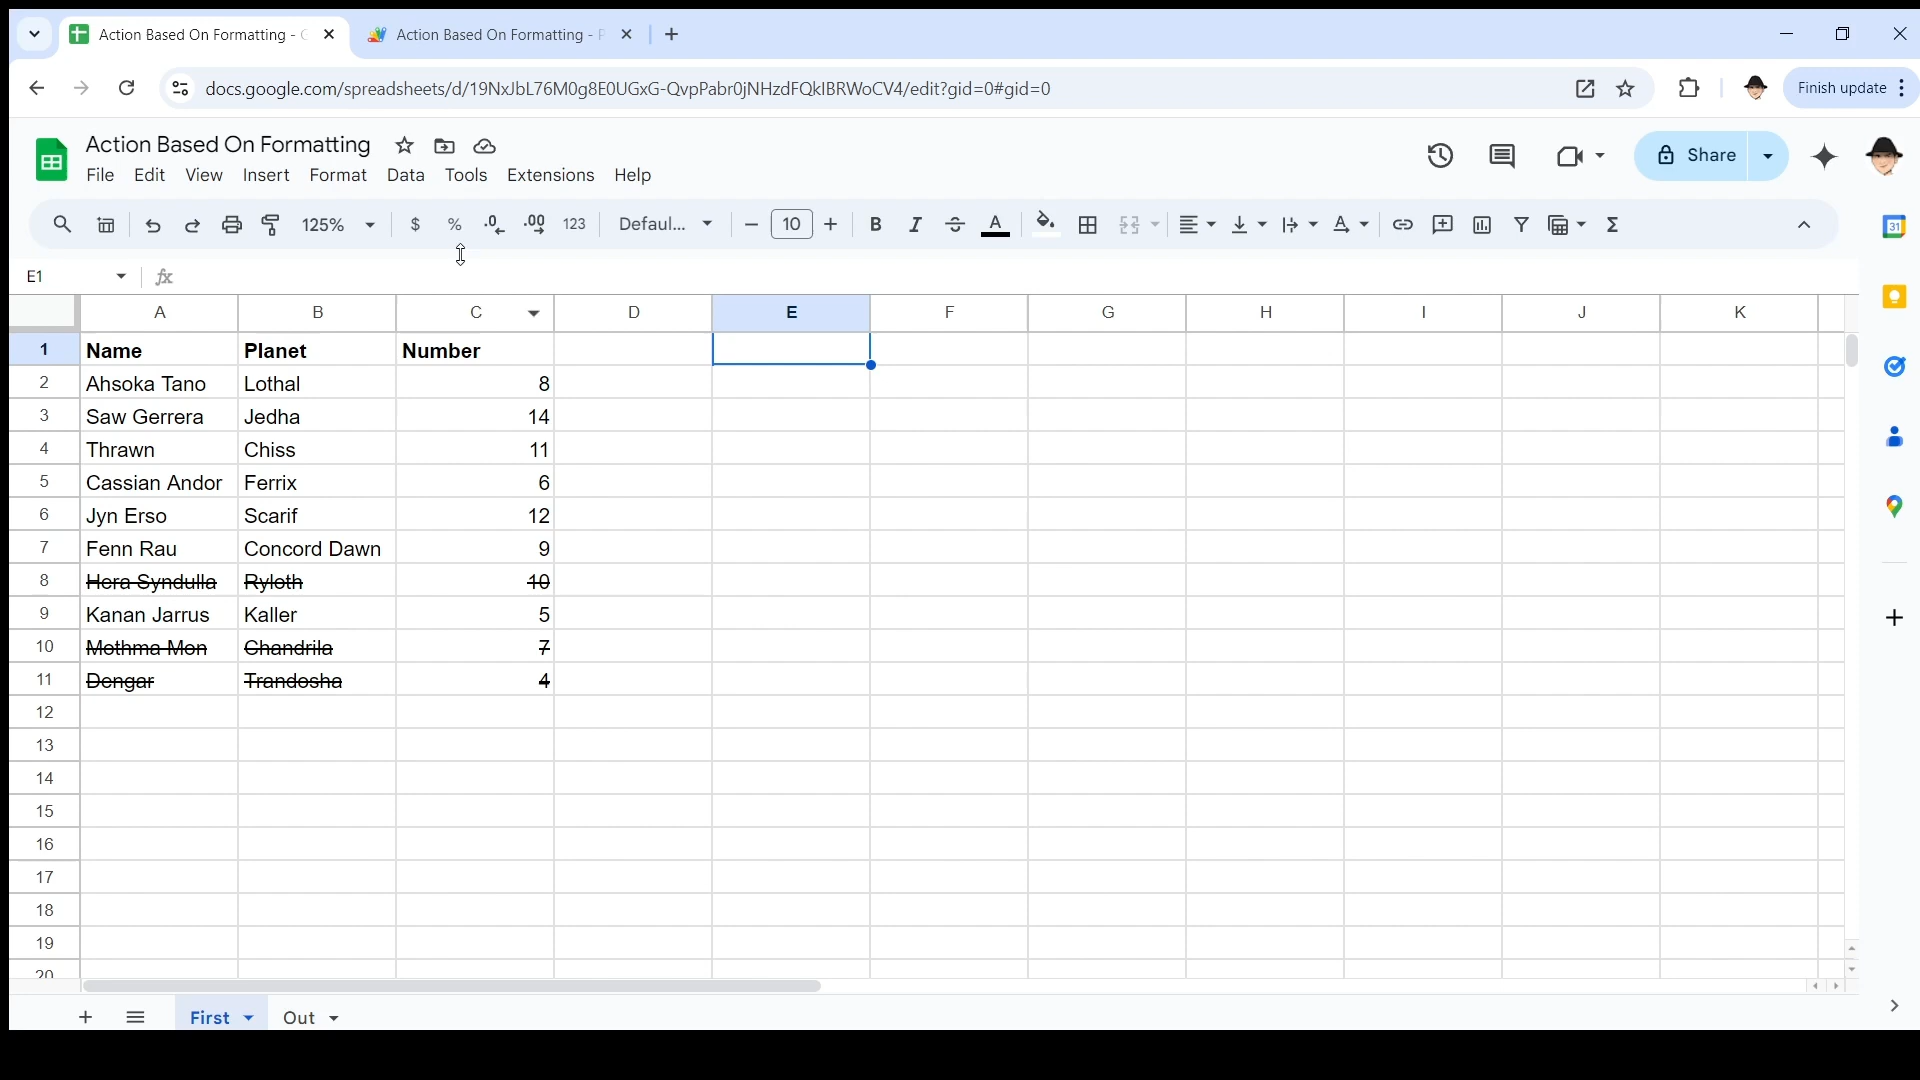 Action Based On Formatting - G
Action Based On Formatting - P
docs.google.com/spreadsheets/d/19NxJbL76M0g8E0UGxG-QvpPabr0jNHzdFQkIBRWoCV4/edit?gid=0#gid=0
Finish update
Action Based On Formatting
File Edit View Insert Format Data Tools Extensions Help
Share
125% $ % .0 .00 123 Defaul... 10 B I S A
31
E1 fx
A B C D E F G H I J K
1 Name Planet Number
2 Ahsoka Tano Lothal 8
3 Saw Gerrera Jedha 14
4 Thrawn Chiss 11
5 Cassian Andor Ferrix 6
6 Jyn Erso Scarif 12
7 Fenn Rau Concord Dawn 9
8 Hera Syndulla Ryloth 10
9 Kanan Jarrus Kaller 5
10 Mothma Mon Chandrila 7
11 Dengar Trandosha 4
12
13
14
15
16
17
18
19
20
First Out